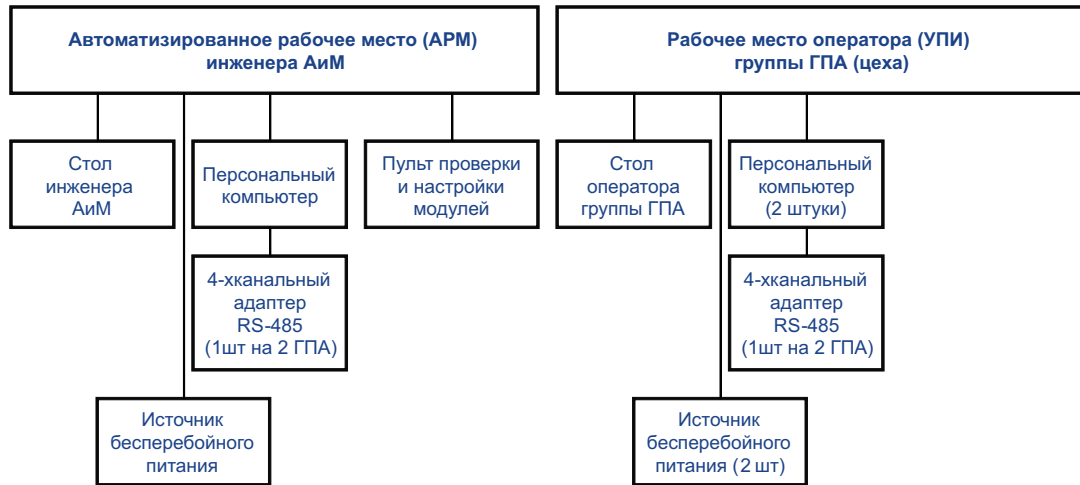 Автоматизированное рабочее место (АРМ)
инженера АиМ
Рабочее место оператора (УПИ)
группы ГПА (цеха)
Стол
инженера
АиМ
Персональный
компьютер
Пульт проверки
и настройки
модулей
Стол
оператора
группы ГПА
Персональный
компьютер
(2 штуки)
4-хканальный
адаптер
RS-485
(1шт на 2 ГПА)
4-хканальный
адаптер
RS-485
(1шт на 2 ГПА)
Источник
бесперебойного
питания
Источник
бесперебойного
питания (2 шт)